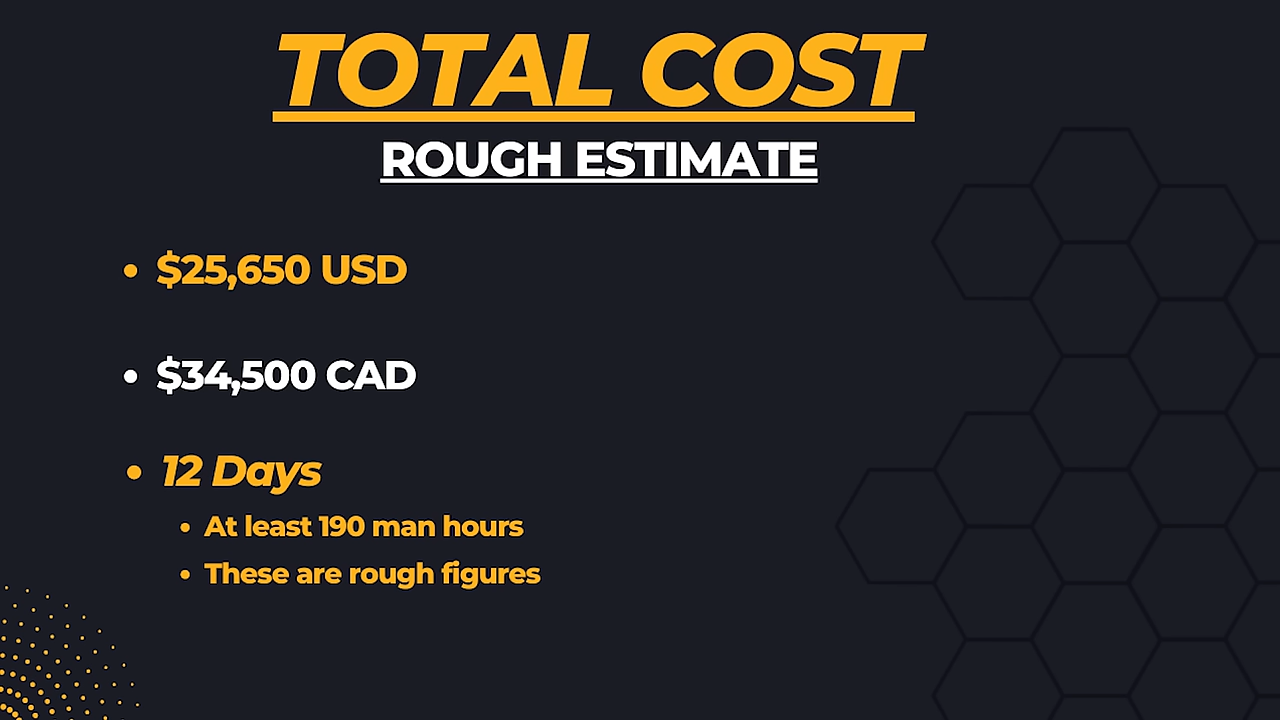 TOTAL COST
ROUGH ESTIMATE
• $25,650 USD
• $34,500 CAD
• 12 Days
• At least 190 man hours
• These are rough figures